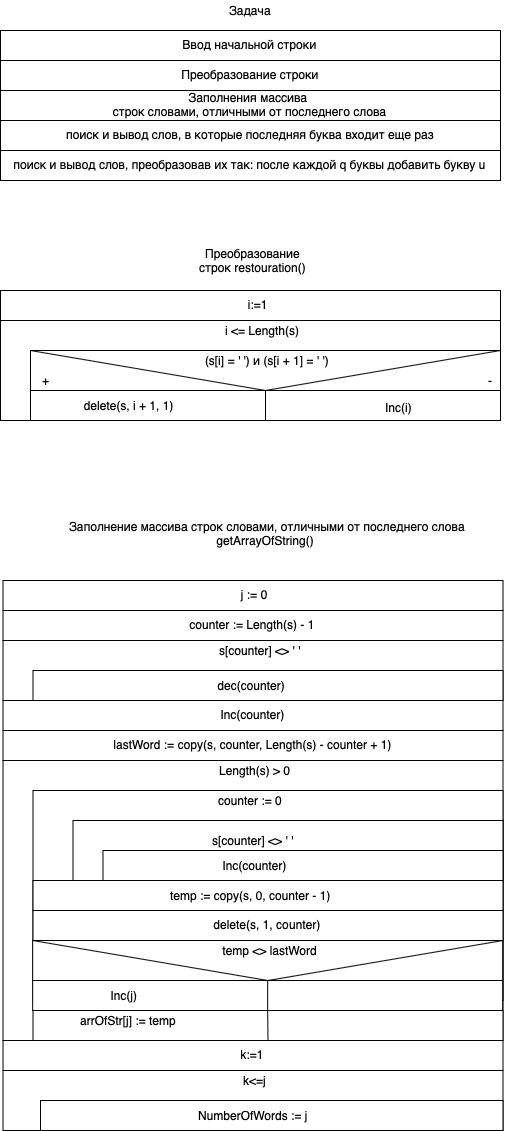 Задача
Ввод начальной строки
Преобразование строки
Заполнения массива
строк словами, отличными от последнего слова
поиск и вывод слов, в которые последняя буква входит еще раз
поиск и вывод слов, преобразовав их так: после каждой q буквы добавить букву u
Преобразование
строк restouration()
i:=1
i <= Length(s)
(s[i] = ' ') и (s[i + 1] = ' ')
+
-
delete(s, i + 1, 1)
Inc(i)
Заполнение массива строк словами, отличными от последнего слова
getArrayOfString()
j := 0
counter := Length(s) - 1
s[counter] <> ' '
dec(counter)
Inc(counter)
lastWord := copy(s, counter, Length(s) - counter + 1)
Length(s) > 0
counter := 0
s[counter] <> ' '
Inc(counter)
temp := copy(s, 0, counter - 1)
delete(s, 1, counter)
temp <> lastWord
Inc(j)
arrOfStr[j] := temp
k:=1
k<=j
NumberOfWords := j